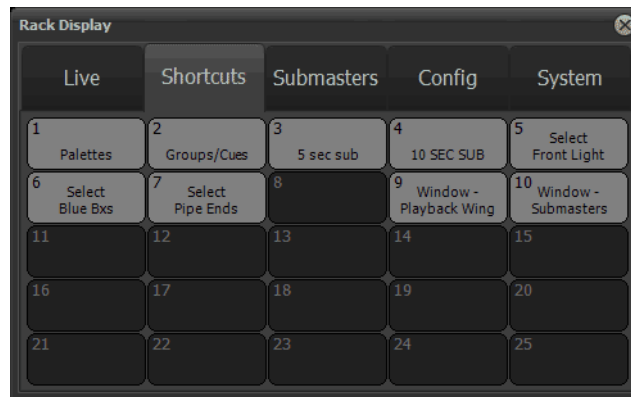 Rack Display
Live Shortcuts Submasters Config System
1 Palettes
2 Groups/Cues
3 5 sec sub
4 10 SEC SUB
5 Select
Front Light
6 Select
Blue Bxs
7 Select
Pipe Ends
8
9 Window -
Playback Wing
10 Window -
Submasters
11 12 13 14 15
16 17 18 19 20
21 22 23 24 25